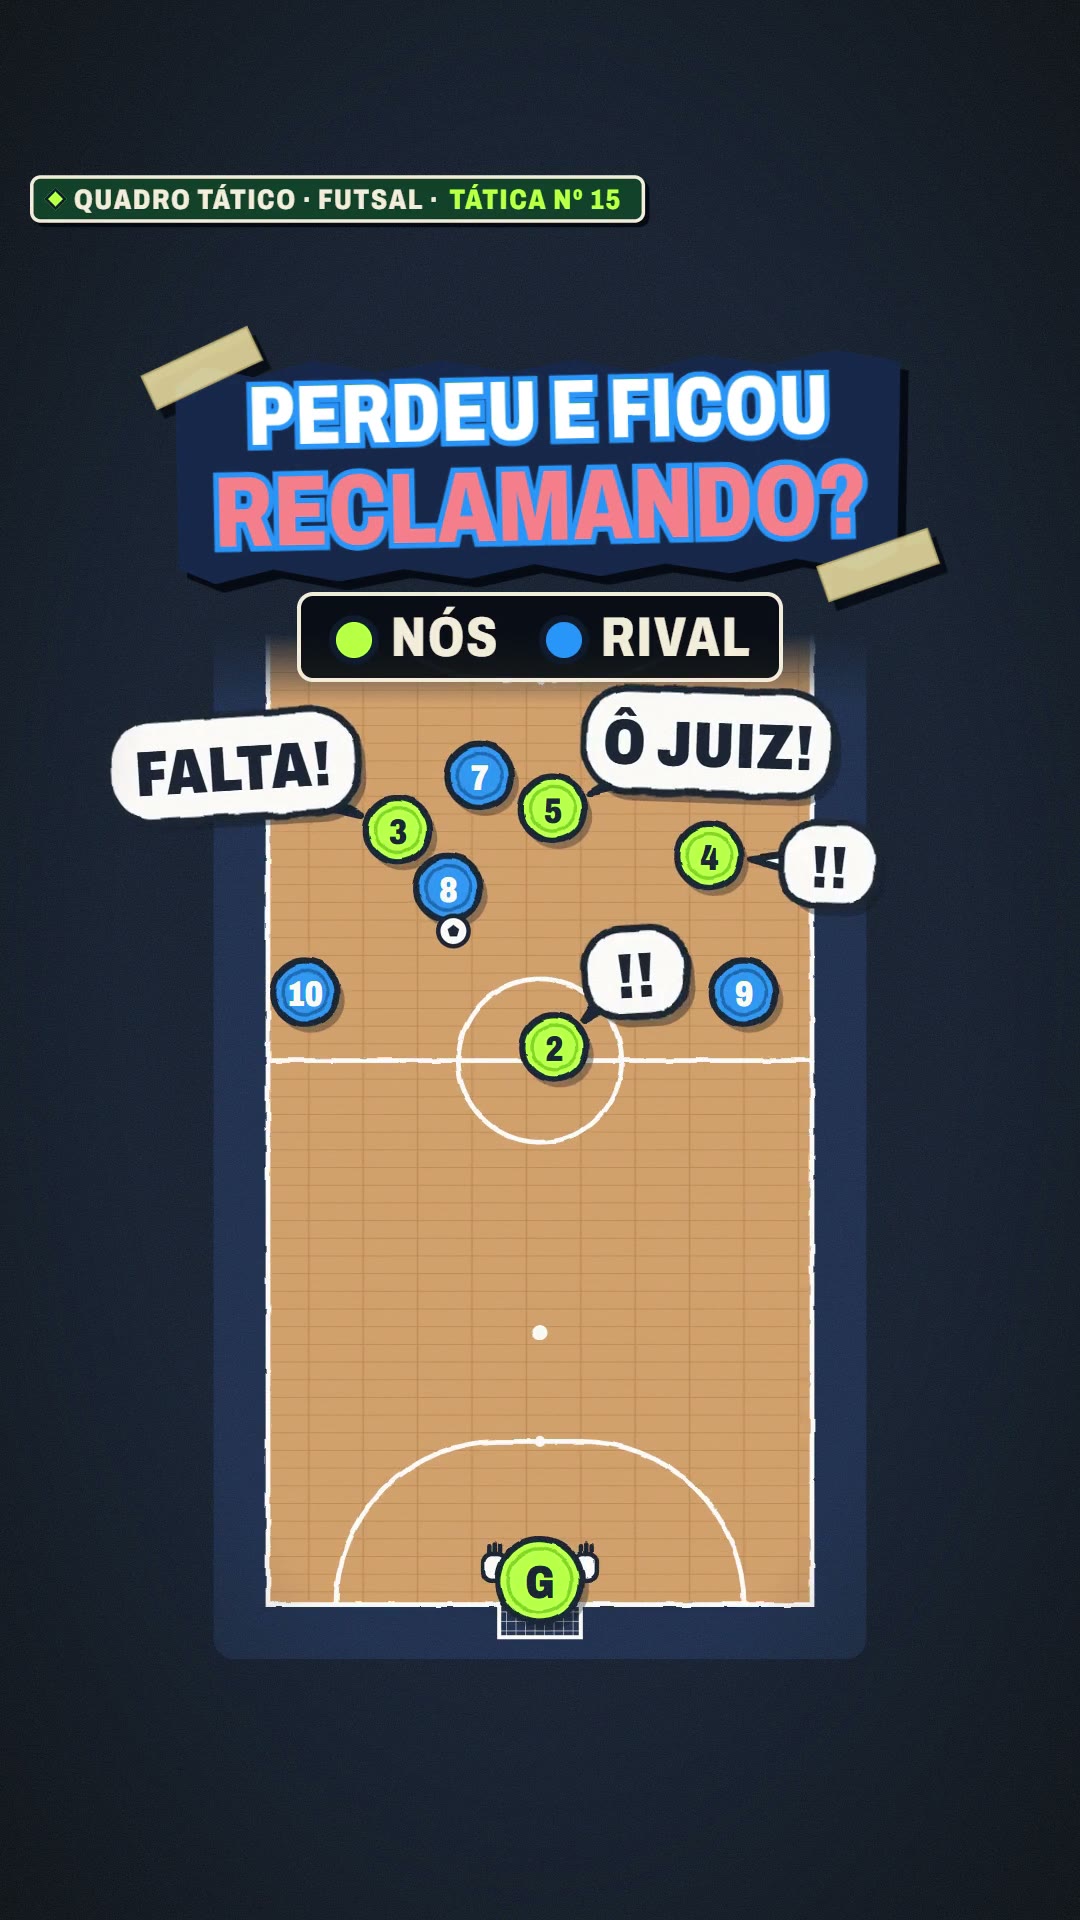 QUADRO TÁTICO · FUTSAL · TÁTICA Nº 15
PERDEU E FICOU
RECLAMANDO?
NÓS RIVAL
FALTA!
Ô JUIZ!
7
5
3
4
!!
8
!!
10
9
2
G